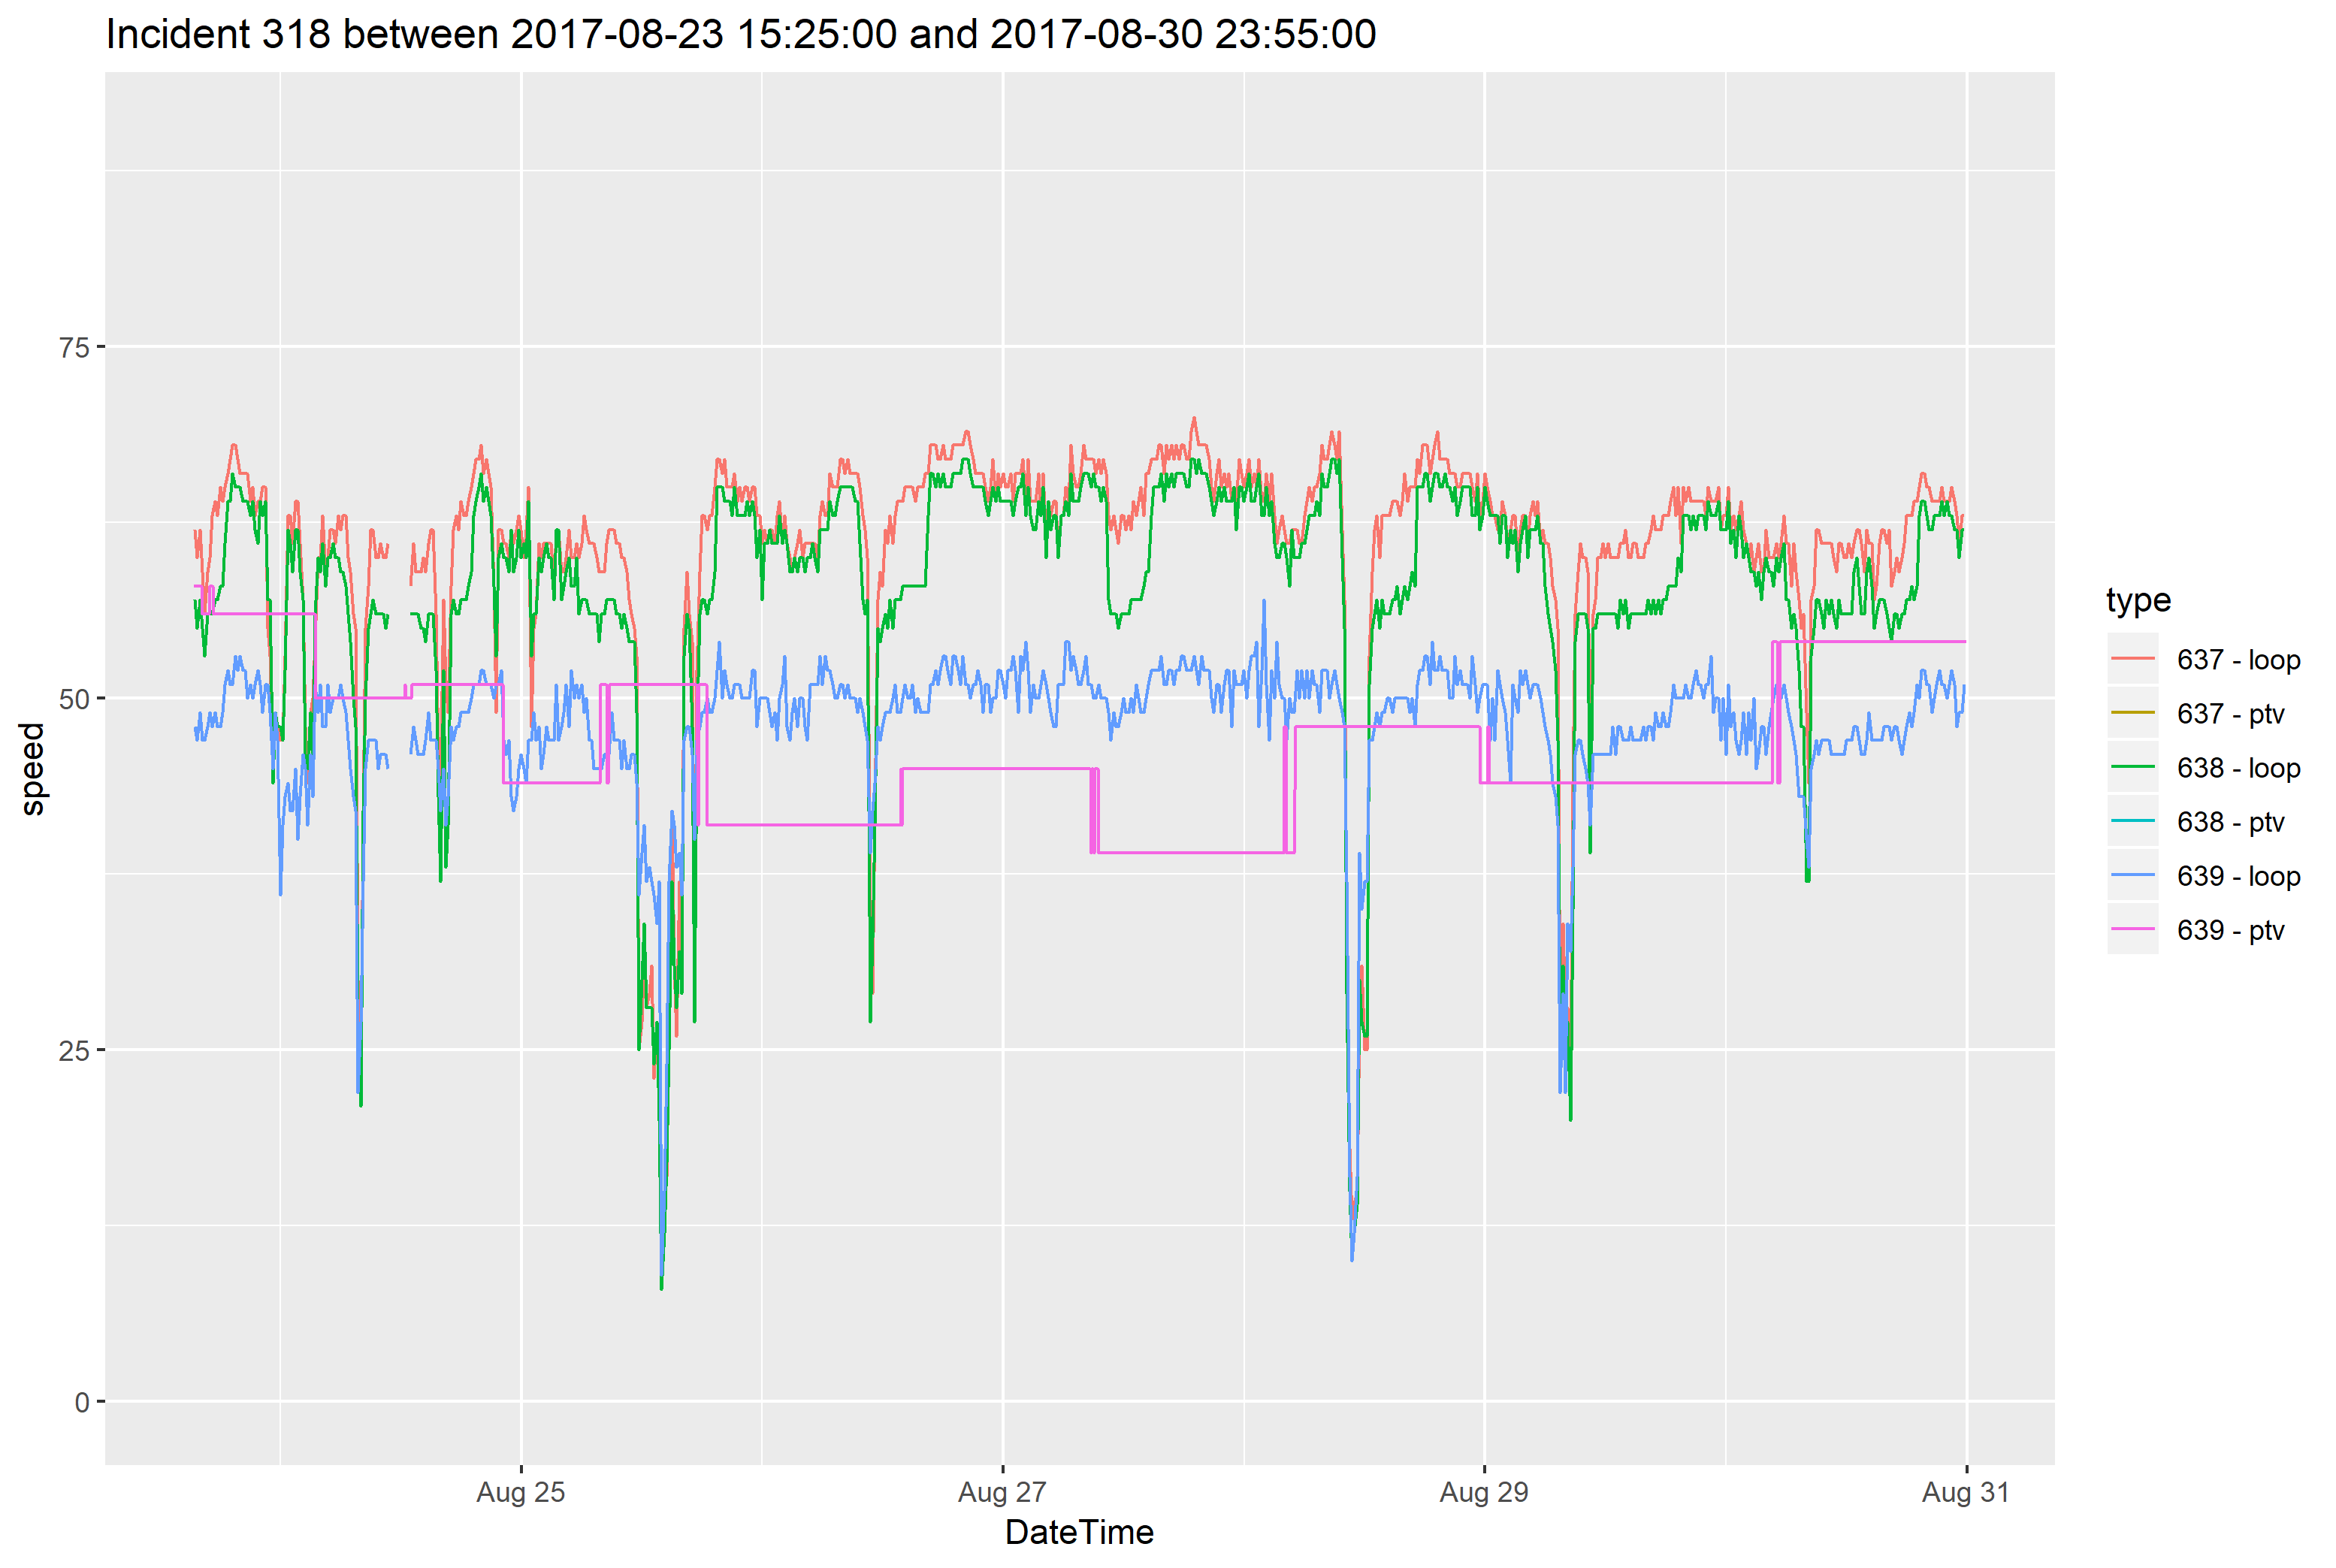 Incident 318 between 2017-08-23 15:25:00 and 2017-08-30 23:55:00
75
50
25
0
speed
Aug 25
Aug 27
Aug 29
Aug 31
DateTime
type
637 - loop
637 - ptv
638 - loop
638 - ptv
639 - loop
639 - ptv